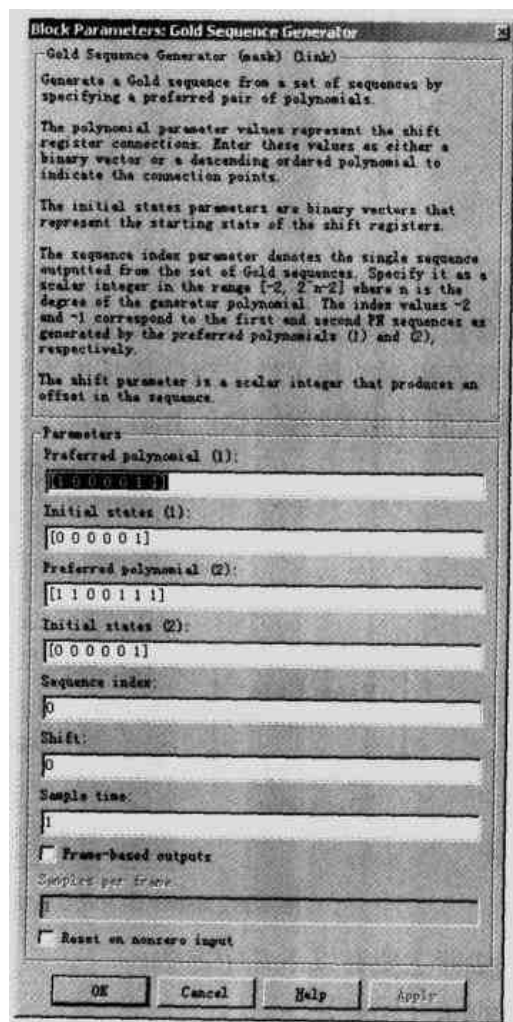 Block Parameters: Gold Sequence Generator
Gold Sequence Generator (mask) (link)
Generate a Gold sequence from a set of sequences by
specifying a preferred pair of polynomials.
The polynomial parameter values represent the shift
register connections. Enter these values as either a
binary vector or a descending ordered polynomial to
indicate the connection points.
The initial states parameters are binary vectors that
represent the starting state of the shift registers.
The sequence index parameter denotes the single sequence
outputted from the set of Gold sequences. Specify it as a
scalar integer in the range [-2, 2^n-2] where n is the
degree of the generator polynomial. The index values -2
and -1 correspond to the first and second PN sequences as
generated by the preferred polynomials (1) and (2),
respectively.
The shift parameter is a scalar integer that produces an
offset in the sequence.
Parameters
Preferred polynomial (1):
[1 0 0 0 0 1 1]
Initial states (1):
[0 0 0 0 0 1]
Preferred polynomial (2):
[1 1 0 0 1 1 1]
Initial states (2):
[0 0 0 0 0 1]
Sequence index:
0
Shift:
0
Sample time:
1
Frame-based outputs
Samples per frame:
1
Reset on nonzero input
OK
Cancel
Help
Apply